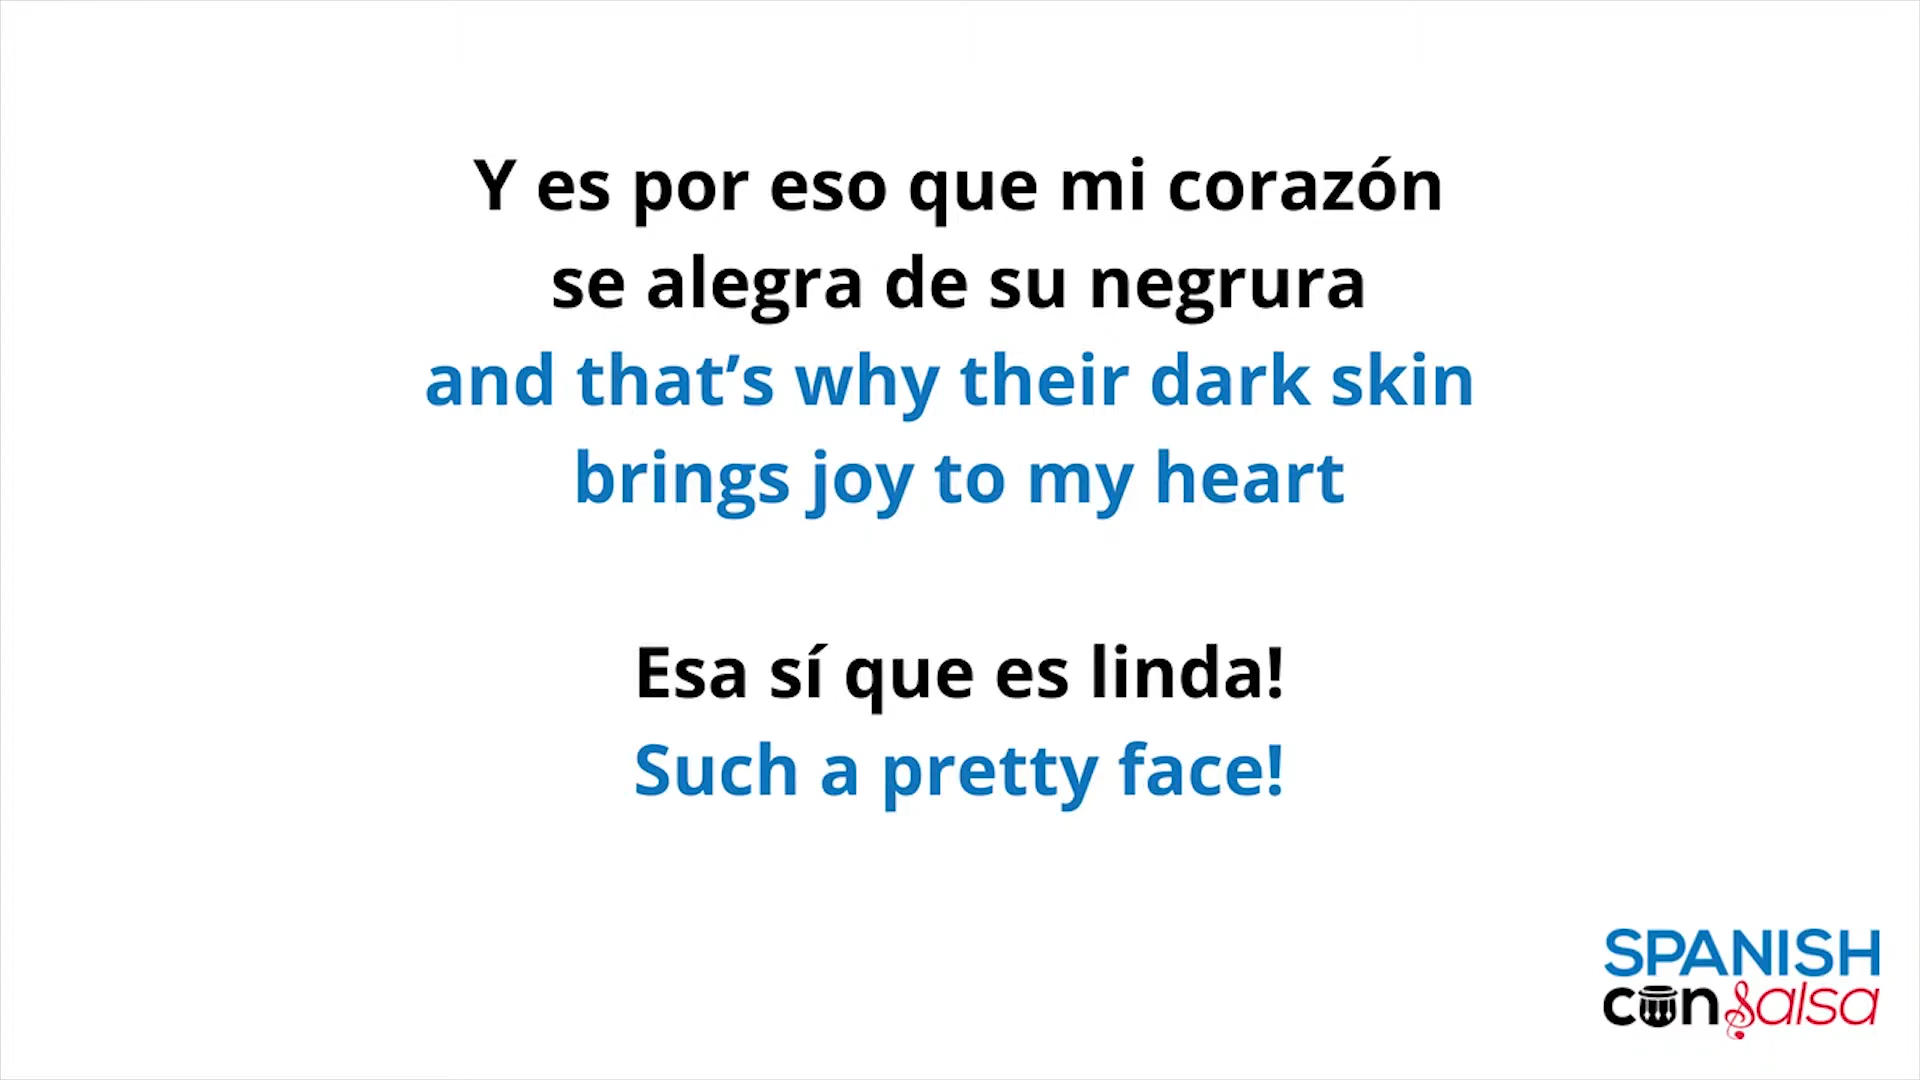 Y es por eso que mi corazón
se alegra de su negrura
and that’s why their dark skin
brings joy to my heart
Esa sí que es linda!
Such a pretty face!
SPANISH
con salsa